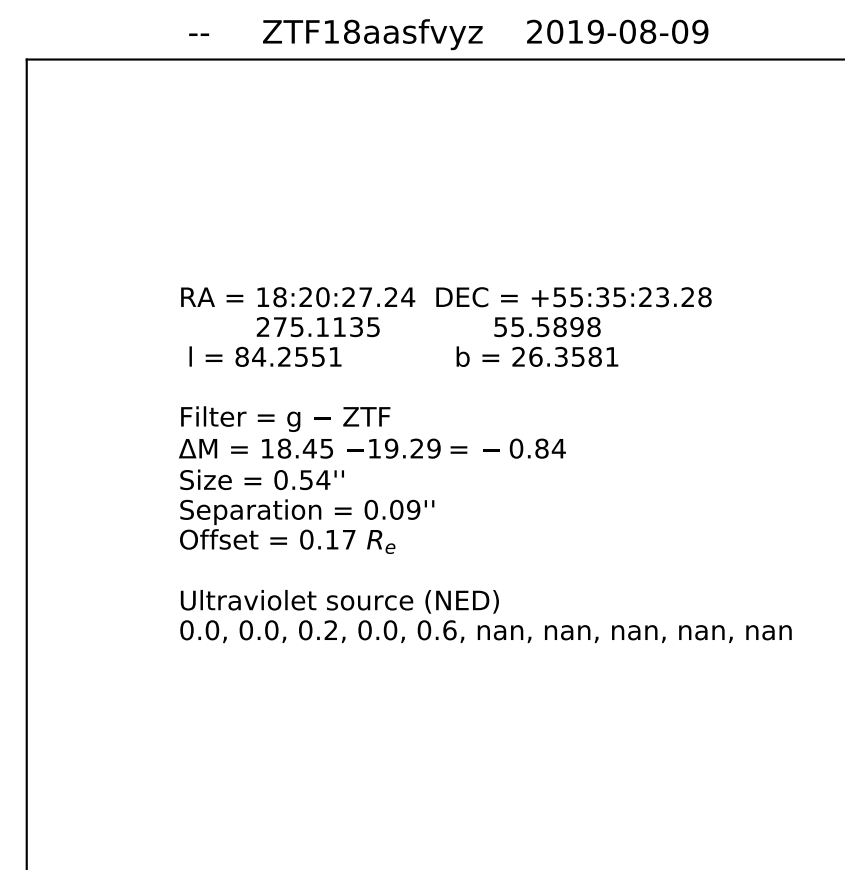 -- ZTF18aasfvyz 2019-08-09
RA = 18:20:27.24 DEC = +55:35:23.28
275.1135 55.5898
l = 84.2551 b = 26.3581
Filter = g − ZTF
ΔM = 18.45 −19.29 = − 0.84
Size = 0.54''
Separation = 0.09''
Offset = 0.17 Re
Ultraviolet source (NED)
0.0, 0.0, 0.2, 0.0, 0.6, nan, nan, nan, nan, nan